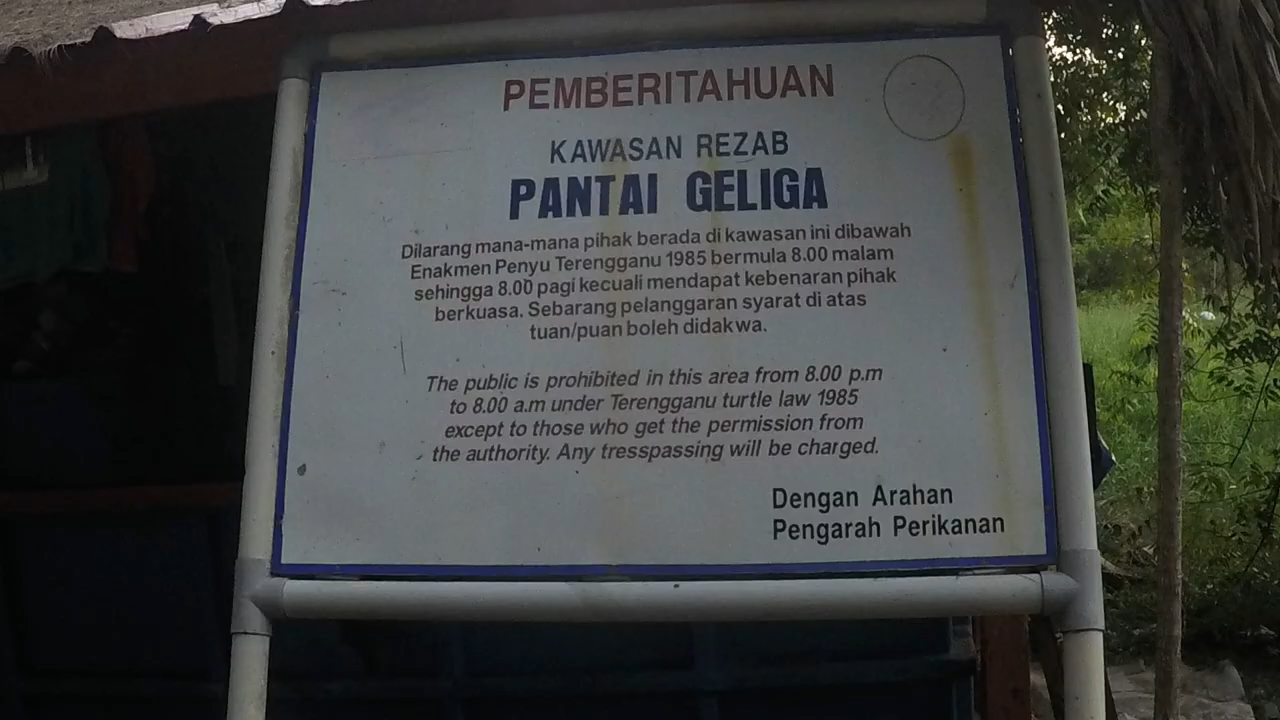 PEMBERITAHUAN
KAWASAN REZAB
PANTAI GELIGA
Dilarang mana-mana pihak berada di kawasan ini dibawah
Enakmen Penyu Terengganu 1985 bermula 8.00 malam
sehingga 8.00 pagi kecuali mendapat kebenaran pihak
berkuasa. Sebarang pelanggaran syarat di atas
tuan/puan boleh didakwa.
The public is prohibited in this area from 8.00 p.m
to 8.00 a.m under Terengganu turtle law 1985
except to those who get the permission from
the authority. Any tresspassing will be charged.
Dengan Arahan
Pengarah Perikanan